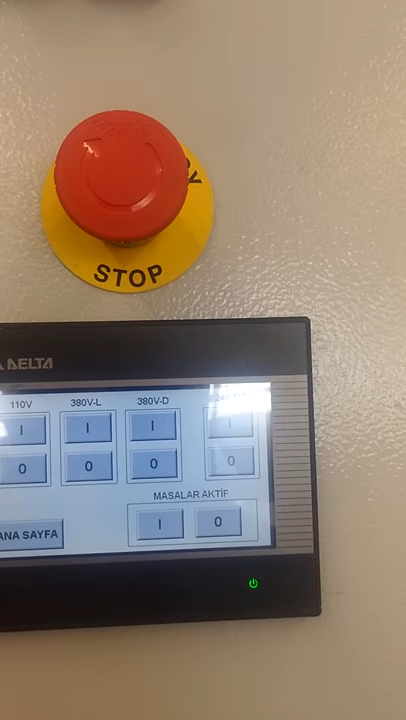 STOP
DELTA
110V 380V-L 380V-D
I I I I
0 0 0 0
MASALAR AKTİF
ANA SAYFA I 0